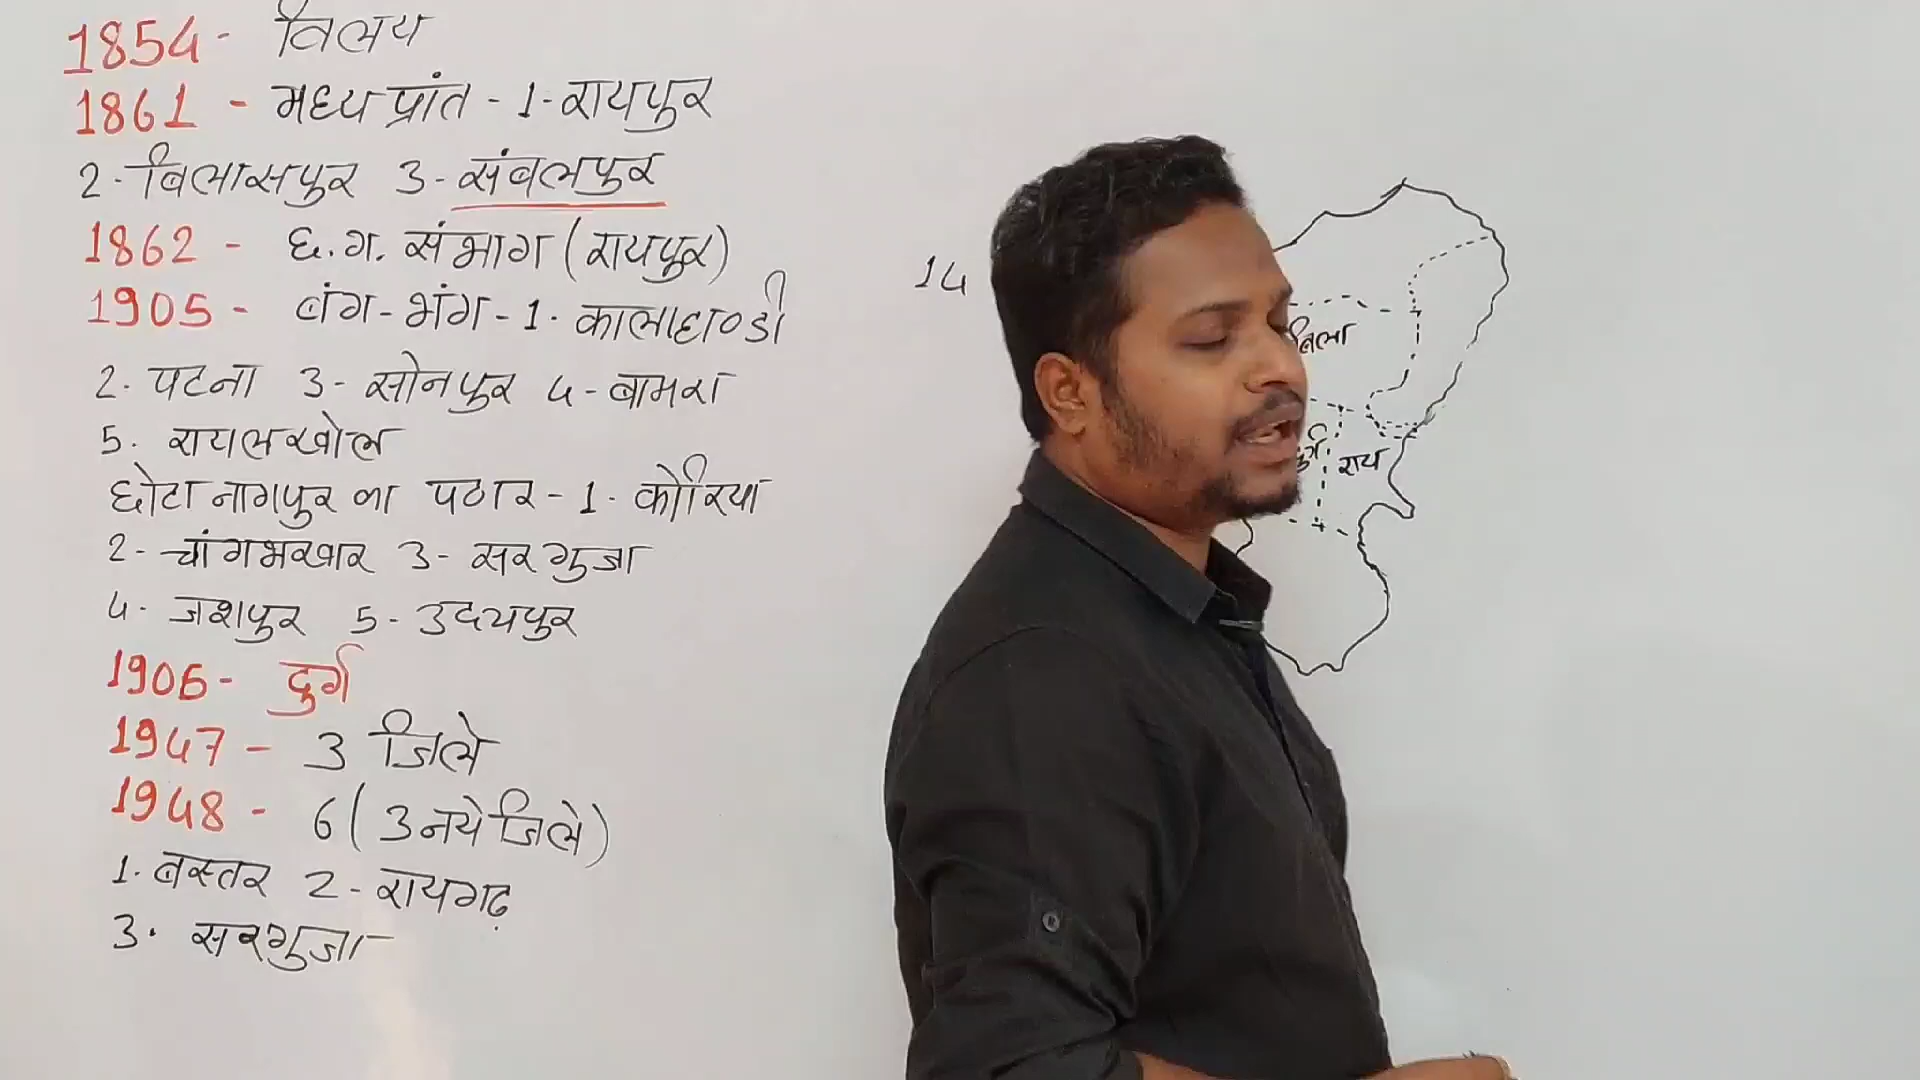 1854 - विलय
1861 - मध्य प्रांत - 1 - रायपुर
2 - बिलासपुर 3 - संबलपुर
1862 - छ.ग. संभाग (रायपुर)
1905 - बंग-भंग - 1. कालाहाण्डी
2. पटना 3 - सोनपुर 4 - बामरा
5. रायलखोल
छोटा नागपुर का पठार - 1 - कोरिया
2 - चांगभखार 3 - सरगुजा
4 - जशपुर 5 - उदयपुर
1906 - दुर्ग
1947 - 3 जिले
1948 - 6 (3 नये जिले)
1. बस्तर 2 - रायगढ़
3. सरगुजा
14
बिला
राय